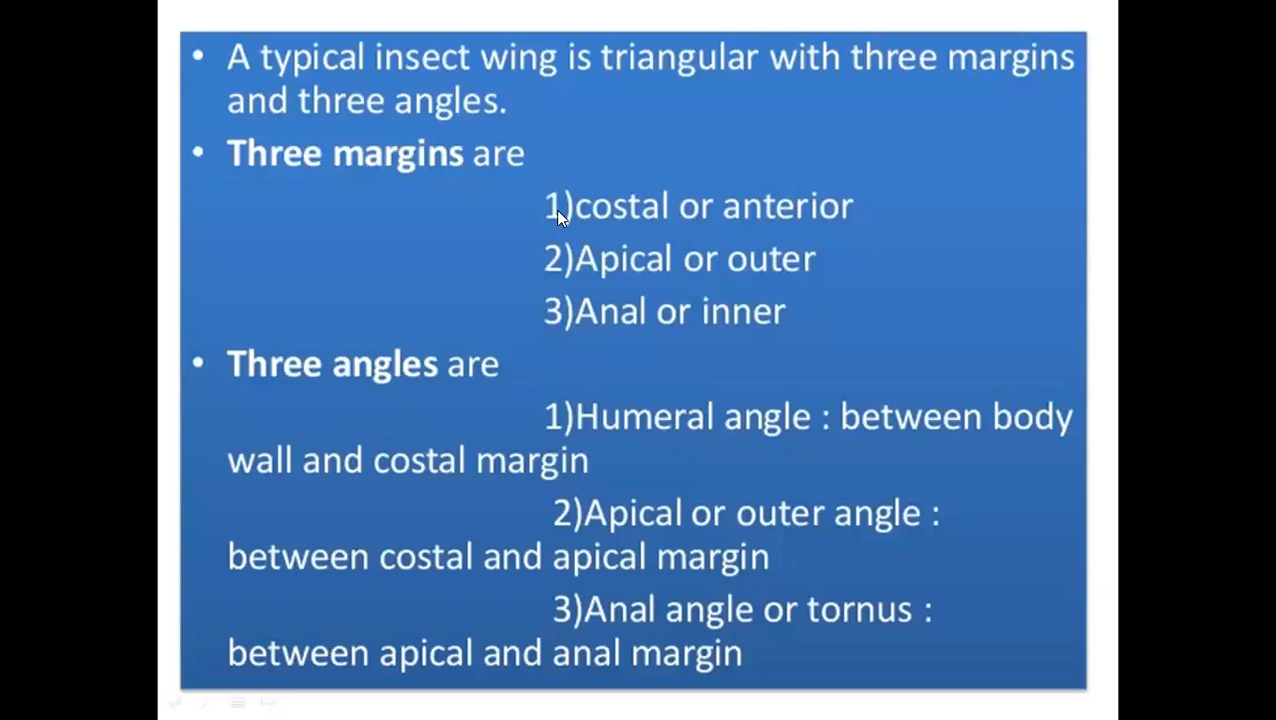 • A typical insect wing is triangular with three margins
and three angles.
• Three margins are
1)costal or anterior
2)Apical or outer
3)Anal or inner
• Three angles are
1)Humeral angle : between body
wall and costal margin
2)Apical or outer angle :
between costal and apical margin
3)Anal angle or tornus :
between apical and anal margin